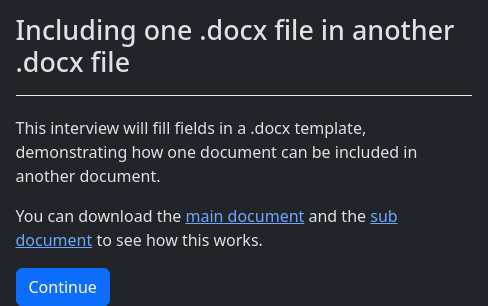 Including one .docx file in another
.docx file
This interview will fill fields in a .docx template,
demonstrating how one document can be included in
another document.
You can download the main document and the sub
document to see how this works.
Continue